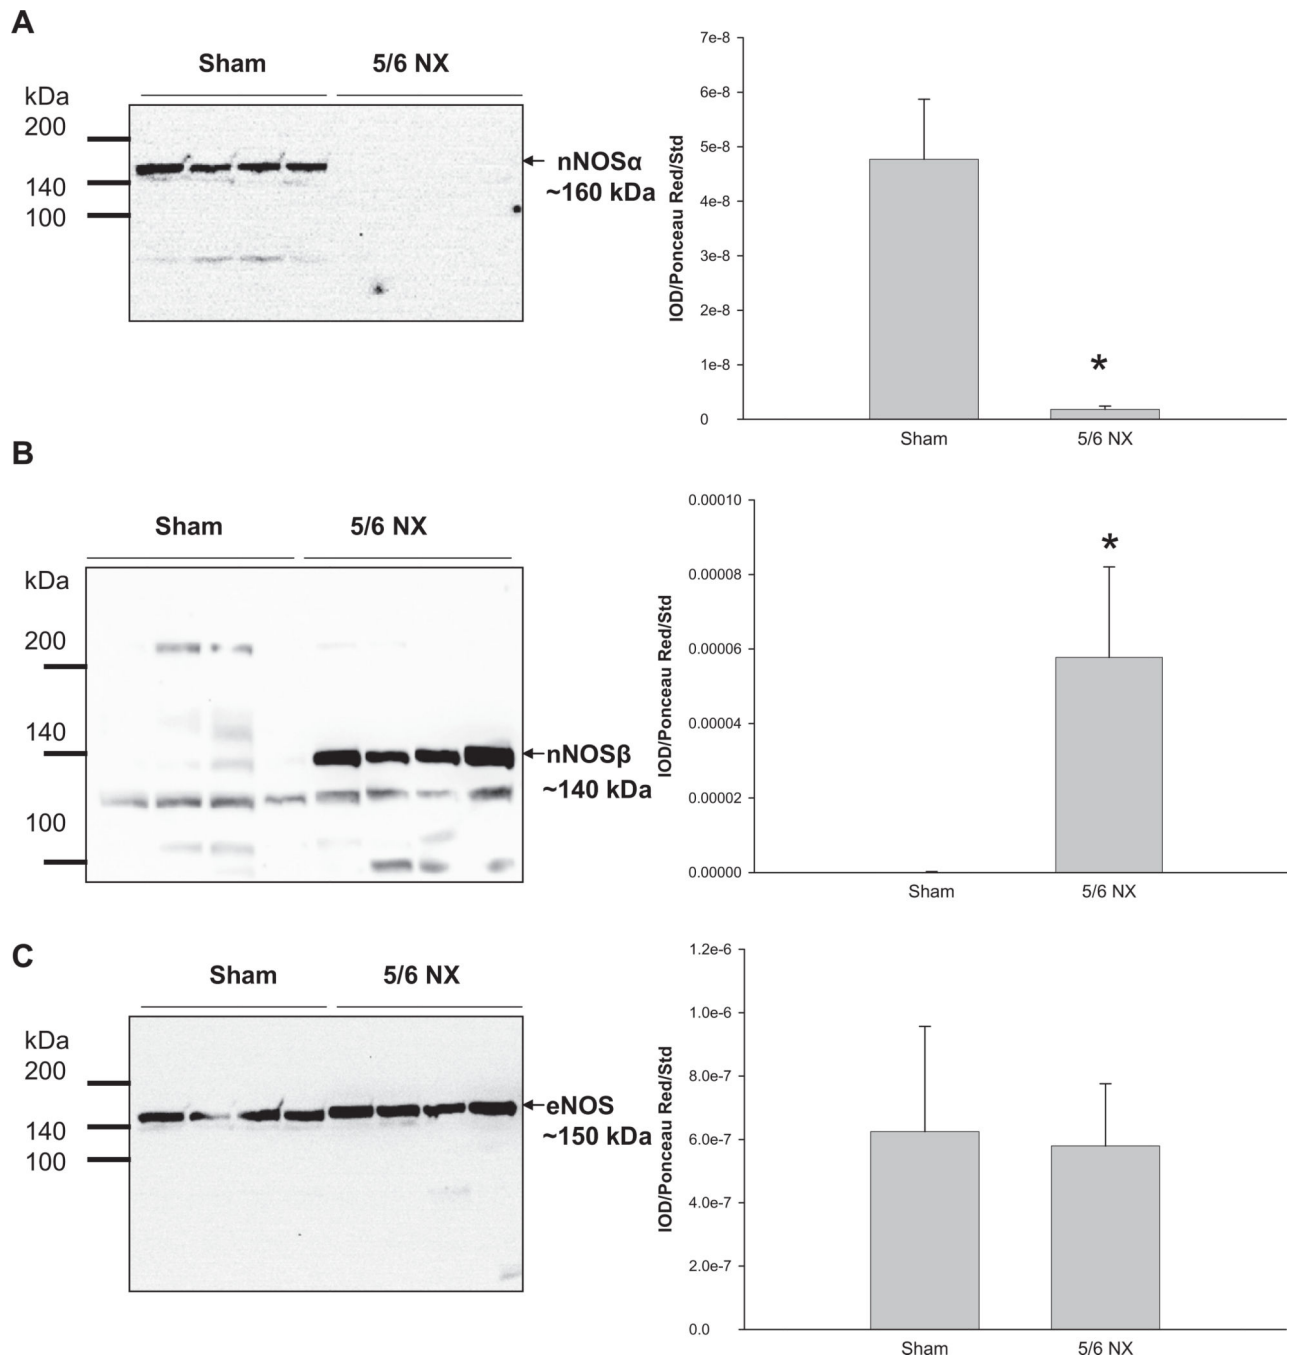 A
Sham 5/6 NX
kDa
200
140
100
nNOSα
~160 kDa
IOD/Ponceau Red/Std
7e-8
6e-8
5e-8
4e-8
3e-8
2e-8
1e-8
0
*
Sham 5/6 NX
B
Sham 5/6 NX
kDa
200
140
100
nNOSβ
~140 kDa
IOD/Ponceau Red/Std
0.00010
0.00008
0.00006
0.00004
0.00002
0.00000
*
Sham 5/6 NX
C
Sham 5/6 NX
kDa
200
140
100
eNOS
~150 kDa
IOD/Ponceau Red/Std
1.2e-6
1.0e-6
8.0e-7
6.0e-7
4.0e-7
2.0e-7
0.0
Sham 5/6 NX